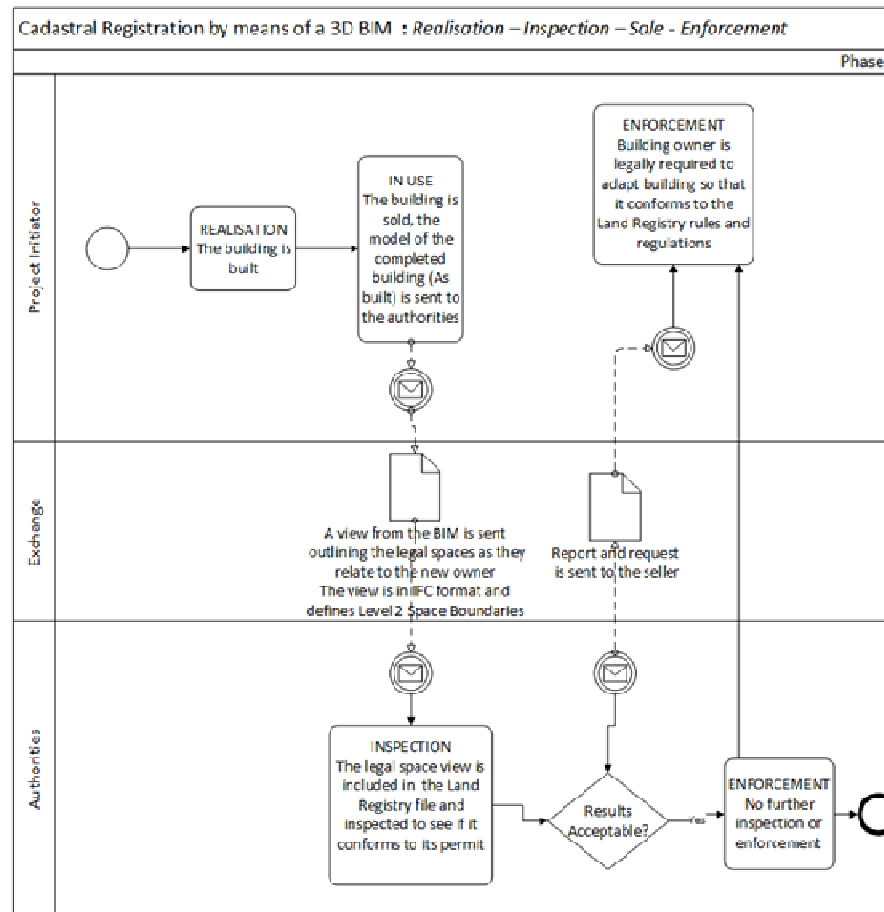 Cadastral Registration by means of a 3D BIM : Realisation – Inspection – Sale - Enforcement
Phase
Project Initiator
REALISATION
The building is
built
IN USE
The building is
sold, the
model of the
completed
building (As
built) is sent to
the authorities
ENFORCEMENT
Building owner is
legally required to
adapt building so that
it conforms to the
Land Registry rules and
regulations
Exchange
A view from the BIM is sent
outlining the legal spaces as they
relate to the new owner
The view is in IFC format and
defines Level 2 Space Boundaries
Report and request
is sent to the seller
Authorities
INSPECTION
The legal space view is
included in the Land
Registry file and
inspected to see if it
conforms to its permit
Results
Acceptable?
Yes
ENFORCEMENT
No further
inspection or
enforcement